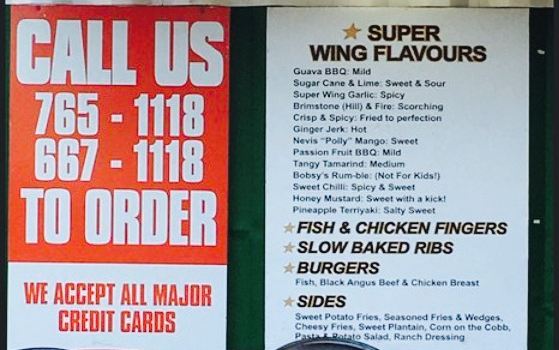 CALL US
765 - 1118
667 - 1118
TO ORDER
WE ACCEPT ALL MAJOR
CREDIT CARDS
SUPER
WING FLAVOURS
Guava BBQ: Mild
Sugar Cane & Lime: Sweet & Sour
Super Wing Garlic: Spicy
Brimstone (Hill) & Fire: Scorching
Crisp & Spicy: Fried to perfection
Ginger Jerk: Hot
Nevis "Polly" Mango: Sweet
Passion Fruit BBQ: Mild
Tangy Tamarind: Medium
Bobsy's Rum-ble: (Not For Kids!)
Sweet Chilli: Spicy & Sweet
Honey Mustard: Sweet with a kick!
Pineapple Terriyaki: Salty Sweet
FISH & CHICKEN FINGERS
SLOW BAKED RIBS
BURGERS
Fish, Black Angus Beef & Chicken Breast
SIDES
Sweet Potato Fries, Seasoned Fries & Wedges,
Cheesy Fries, Sweet Plantain, Corn on the Cobb,
Pasta & Potato Salad, Ranch Dressing